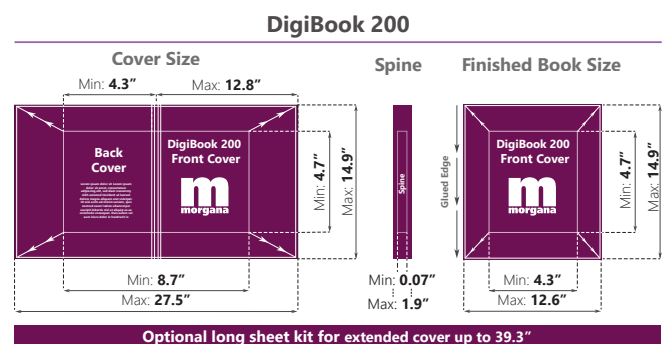 DigiBook 200
Cover Size
Spine
Finished Book Size
Min: 4.3”
Max: 12.8”
Back
Cover
DigiBook 200
Front Cover
m
morgana
Min: 4.7”
Max: 14.9”
Min: 8.7”
Max: 27.5”
Spine
Min: 0.07”
Max: 1.9”
Glued Edge
DigiBook 200
Front Cover
m
morgana
Min: 4.7”
Max: 14.9”
Min: 4.3”
Max: 12.6”
Optional long sheet kit for extended cover up to 39.3”